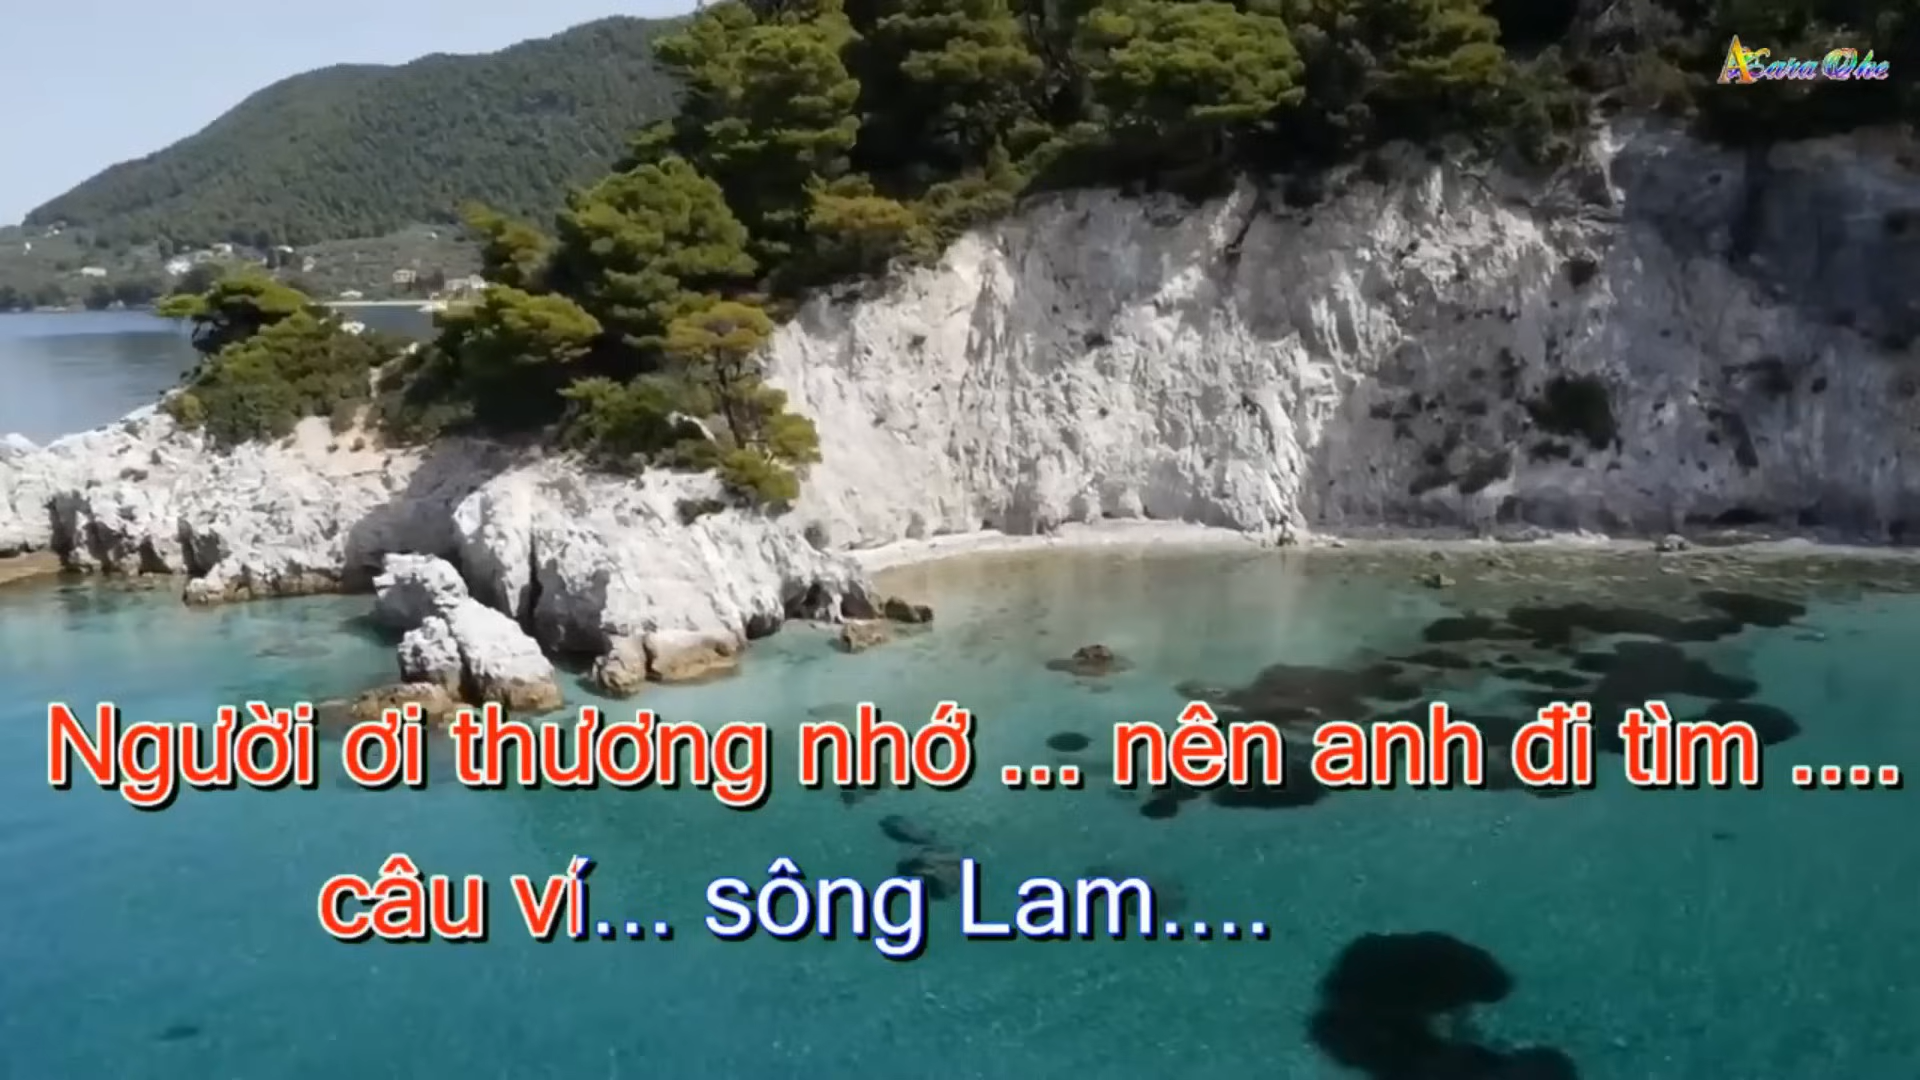 Người ơi thương nhớ ... nên anh đi tìm ....
câu ví... sông Lam....